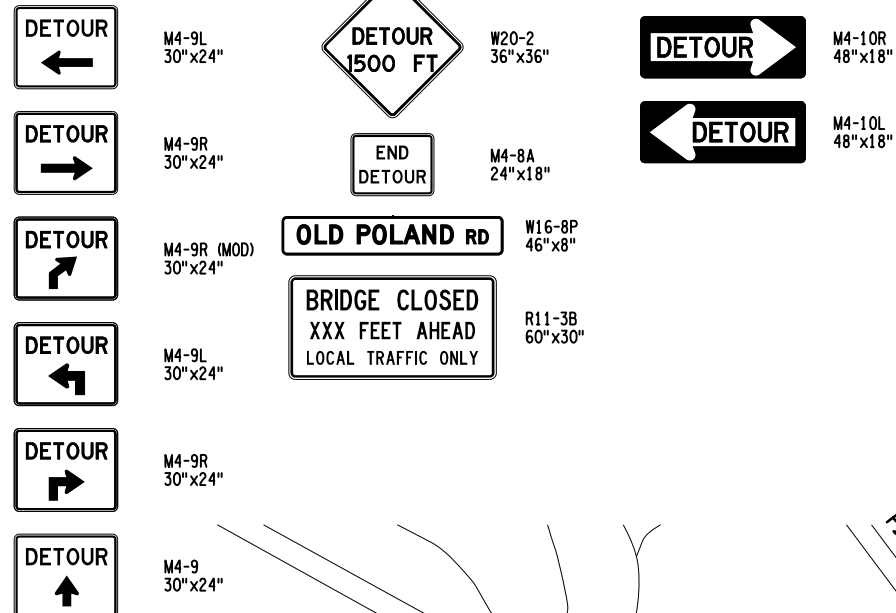 DETOUR
M4-9L
30"x24"
DETOUR
M4-9R
30"x24"
DETOUR
M4-9R (MOD)
30"x24"
DETOUR
M4-9L
30"x24"
DETOUR
M4-9R
30"x24"
DETOUR
M4-9
30"x24"
DETOUR
1500 FT
W20-2
36"x36"
END
DETOUR
M4-8A
24"x18"
OLD POLAND RD
W16-8P
46"x8"
BRIDGE CLOSED
XXX FEET AHEAD
LOCAL TRAFFIC ONLY
R11-3B
60"x30"
DETOUR
M4-10R
48"x18"
DETOUR
M4-10L
48"x18"